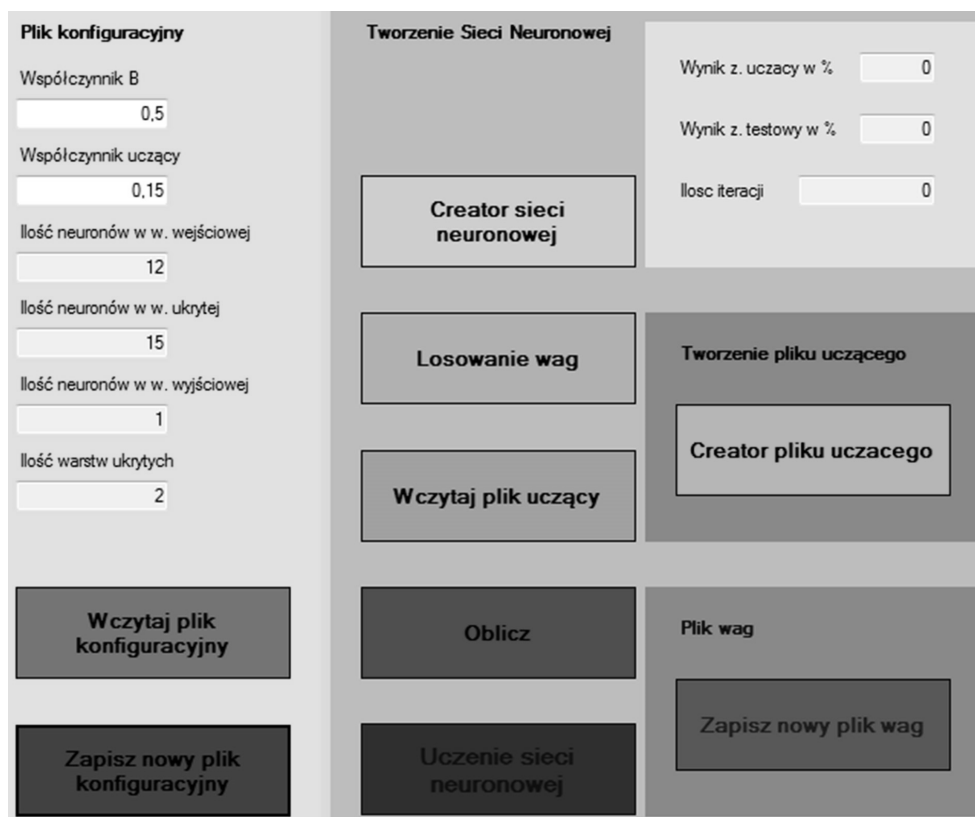 Plik konfiguracyjny
Współczynnik B
0,5
Współczynnik uczący
0,15
Ilość neuronów w w. wejściowej
12
Ilość neuronów w w. ukrytej
15
Ilość neuronów w w. wyjściowej
1
Ilość warstw ukrytych
2
Wczytaj plik
konfiguracyjny
Zapisz nowy plik
konfiguracyjny
Tworzenie Sieci Neuronowej
Creator sieci
neuronowej
Losowanie wag
Wczytaj plik uczący
Oblicz
Uczenie sieci
neuronowej
Wynik z. uczacy w % 0
Wynik z. testowy w % 0
Ilosc iteracji 0
Tworzenie pliku uczącego
Creator pliku uczacego
Plik wag
Zapisz nowy plik wag